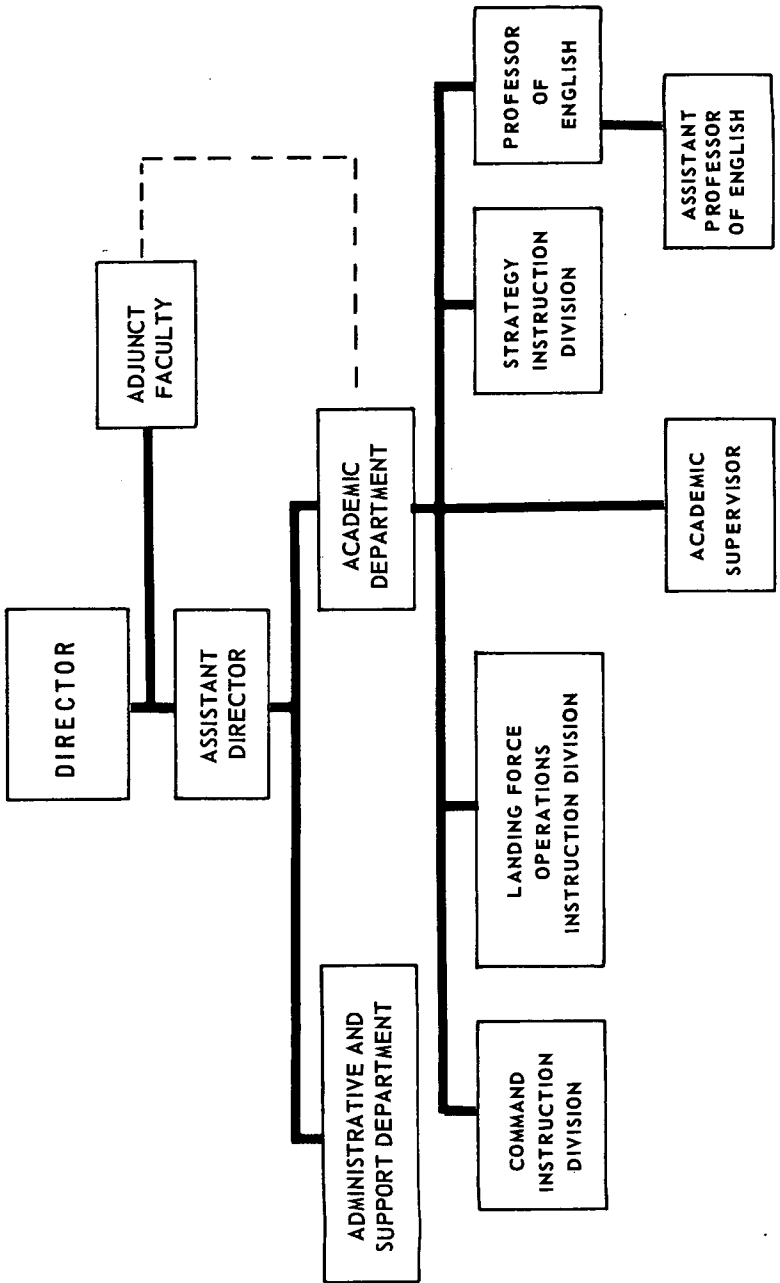 DIRECTOR
ADJUNCT
FACULTY
ASSISTANT
DIRECTOR
ADMINISTRATIVE AND
SUPPORT DEPARTMENT
ACADEMIC
DEPARTMENT
COMMAND
INSTRUCTION
DIVISION
LANDING FORCE
OPERATIONS
INSTRUCTION DIVISION
STRATEGY
INSTRUCTION
DIVISION
PROFESSOR
OF
ENGLISH
ACADEMIC
SUPERVISOR
ASSISTANT
PROFESSOR
OF ENGLISH